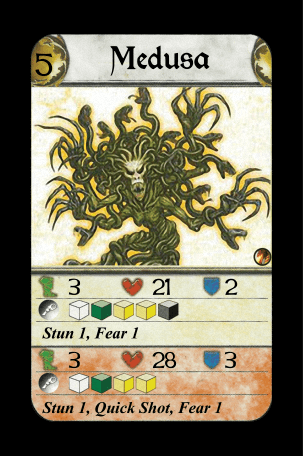 Medusa
5
3 21 2
Stun 1, Fear 1
3 28 3
Stun 1, Quick Shot, Fear 1